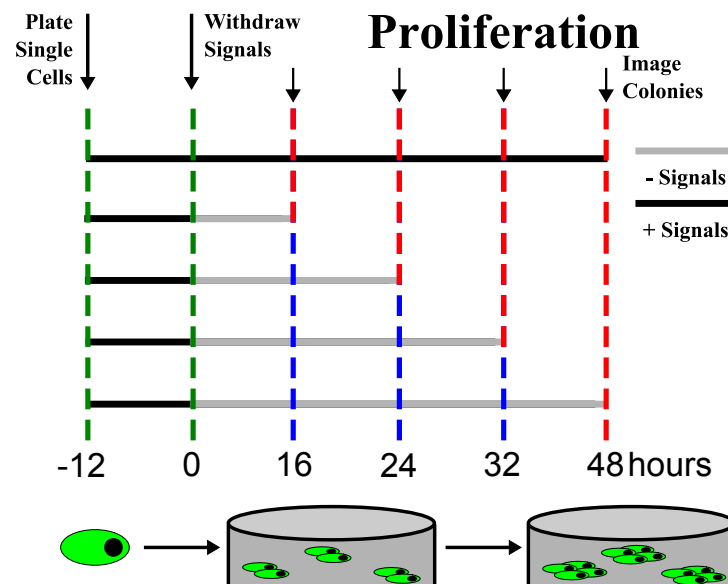 Plate
Single
Cells
Withdraw
Signals
Proliferation
Image
Colonies
- Signals
+ Signals
-12 0 16 24 32 48 hours